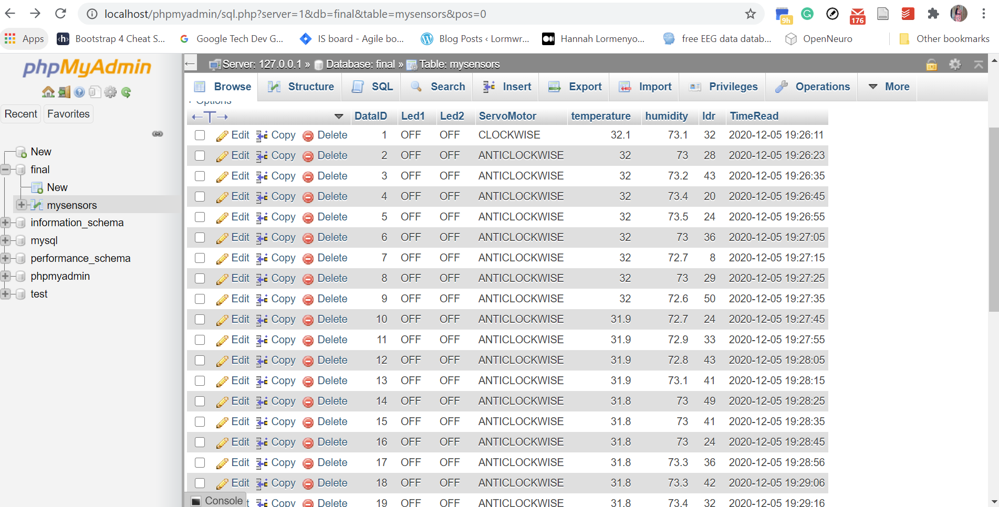 localhost/phpmyadmin/sql.php?server=1&db=final&table=mysensors&pos=0
9h
176
Apps
Bootstrap 4 Cheat S...
Google Tech Dev G...
IS board - Agile bo...
Blog Posts ‹ Lormwr...
Hannah Lormenyo...
free EEG data datab...
OpenNeuro
Other bookmarks
phpMyAdmin
Recent Favorites
New
final
New
mysensors
information_schema
mysql
performance_schema
phpmyadmin
test
Server: 127.0.0.1 » Database: final » Table: mysensors
Browse Structure SQL Search Insert Export Import Privileges Operations More
+ Options
←T→ DataID Led1 Led2 ServoMotor temperature humidity ldr TimeRead
Edit Copy Delete 1 OFF OFF CLOCKWISE 32.1 73.1 32 2020-12-05 19:26:11
Edit Copy Delete 2 OFF OFF ANTICLOCKWISE 32 73 28 2020-12-05 19:26:23
Edit Copy Delete 3 OFF OFF ANTICLOCKWISE 32 73.2 43 2020-12-05 19:26:35
Edit Copy Delete 4 OFF OFF ANTICLOCKWISE 32 73.4 20 2020-12-05 19:26:45
Edit Copy Delete 5 OFF OFF ANTICLOCKWISE 32 73.5 24 2020-12-05 19:26:55
Edit Copy Delete 6 OFF OFF ANTICLOCKWISE 32 73 36 2020-12-05 19:27:05
Edit Copy Delete 7 OFF OFF ANTICLOCKWISE 32 72.7 8 2020-12-05 19:27:15
Edit Copy Delete 8 OFF OFF ANTICLOCKWISE 32 73 29 2020-12-05 19:27:25
Edit Copy Delete 9 OFF OFF ANTICLOCKWISE 32 72.6 50 2020-12-05 19:27:35
Edit Copy Delete 10 OFF OFF ANTICLOCKWISE 31.9 72.7 24 2020-12-05 19:27:45
Edit Copy Delete 11 OFF OFF ANTICLOCKWISE 31.9 72.9 33 2020-12-05 19:27:55
Edit Copy Delete 12 OFF OFF ANTICLOCKWISE 31.9 72.8 43 2020-12-05 19:28:05
Edit Copy Delete 13 OFF OFF ANTICLOCKWISE 31.9 73.1 41 2020-12-05 19:28:15
Edit Copy Delete 14 OFF OFF ANTICLOCKWISE 31.8 73 49 2020-12-05 19:28:25
Edit Copy Delete 15 OFF OFF ANTICLOCKWISE 31.8 73 41 2020-12-05 19:28:35
Edit Copy Delete 16 OFF OFF ANTICLOCKWISE 31.8 73 24 2020-12-05 19:28:45
Edit Copy Delete 17 OFF OFF ANTICLOCKWISE 31.8 73.3 36 2020-12-05 19:28:56
Edit Copy Delete 18 OFF OFF ANTICLOCKWISE 31.8 73.3 42 2020-12-05 19:29:06
Console Copy Delete 19 OFF OFF ANTICLOCKWISE 31.8 73.4 32 2020-12-05 19:29:16